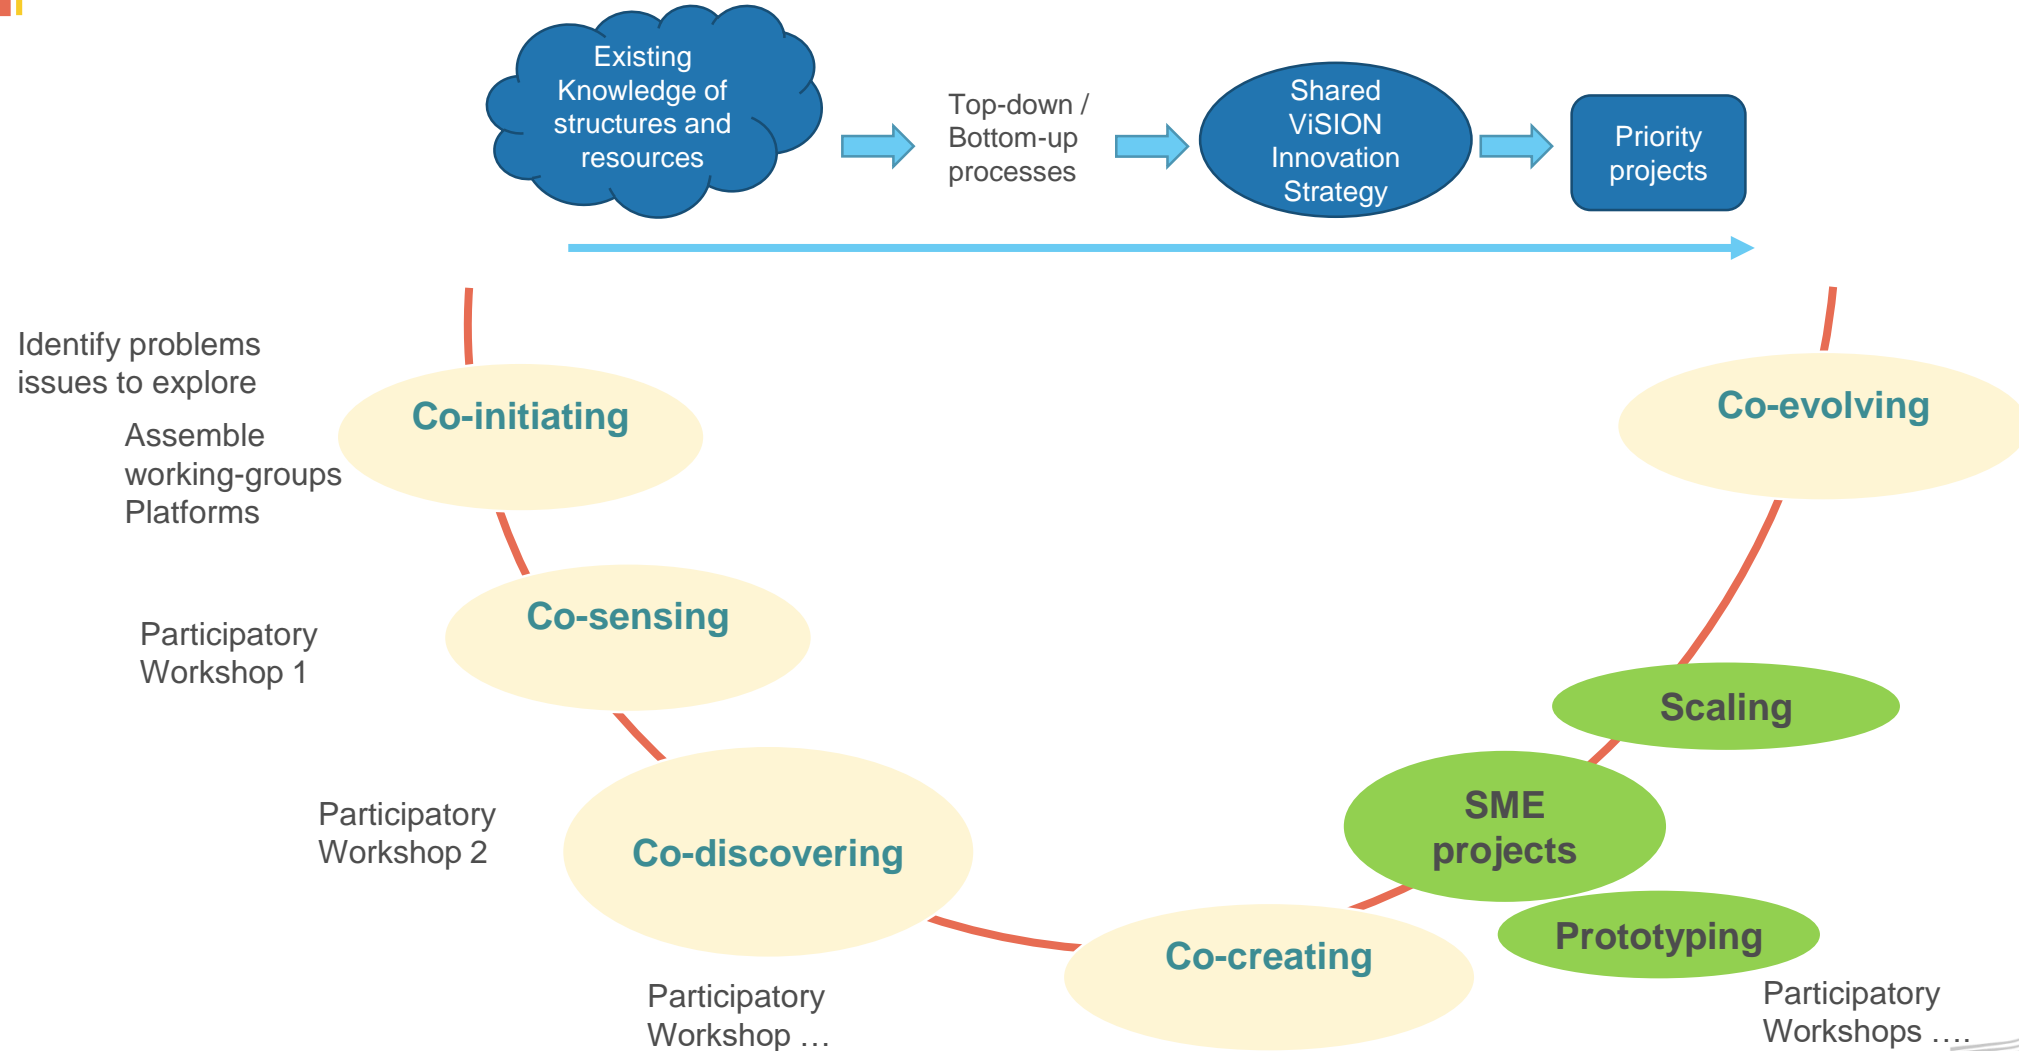 Existing
Knowledge of
structures and
resources
Top-down /
Bottom-up
processes
Shared
ViSION
Innovation
Strategy
Priority
projects
Identify problems
issues to explore
Assemble
working-groups
Platforms
Co-initiating
Co-evolving
Participatory
Workshop 1
Co-sensing
Scaling
Participatory
Workshop 2
Co-discovering
SME
projects
Prototyping
Co-creating
Participatory
Workshop …
Participatory
Workshops ….